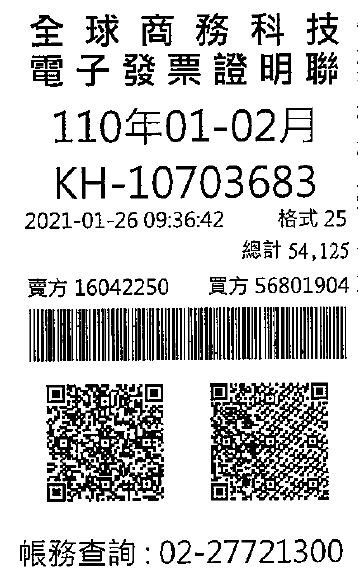 全球商務科技
電子發票證明聯
110年01-02月
KH-10703683
2021-01-26 09:36:42 格式 25
總計 54,125
賣方 16042250 買方 56801904
帳務查詢 : 02-27721300